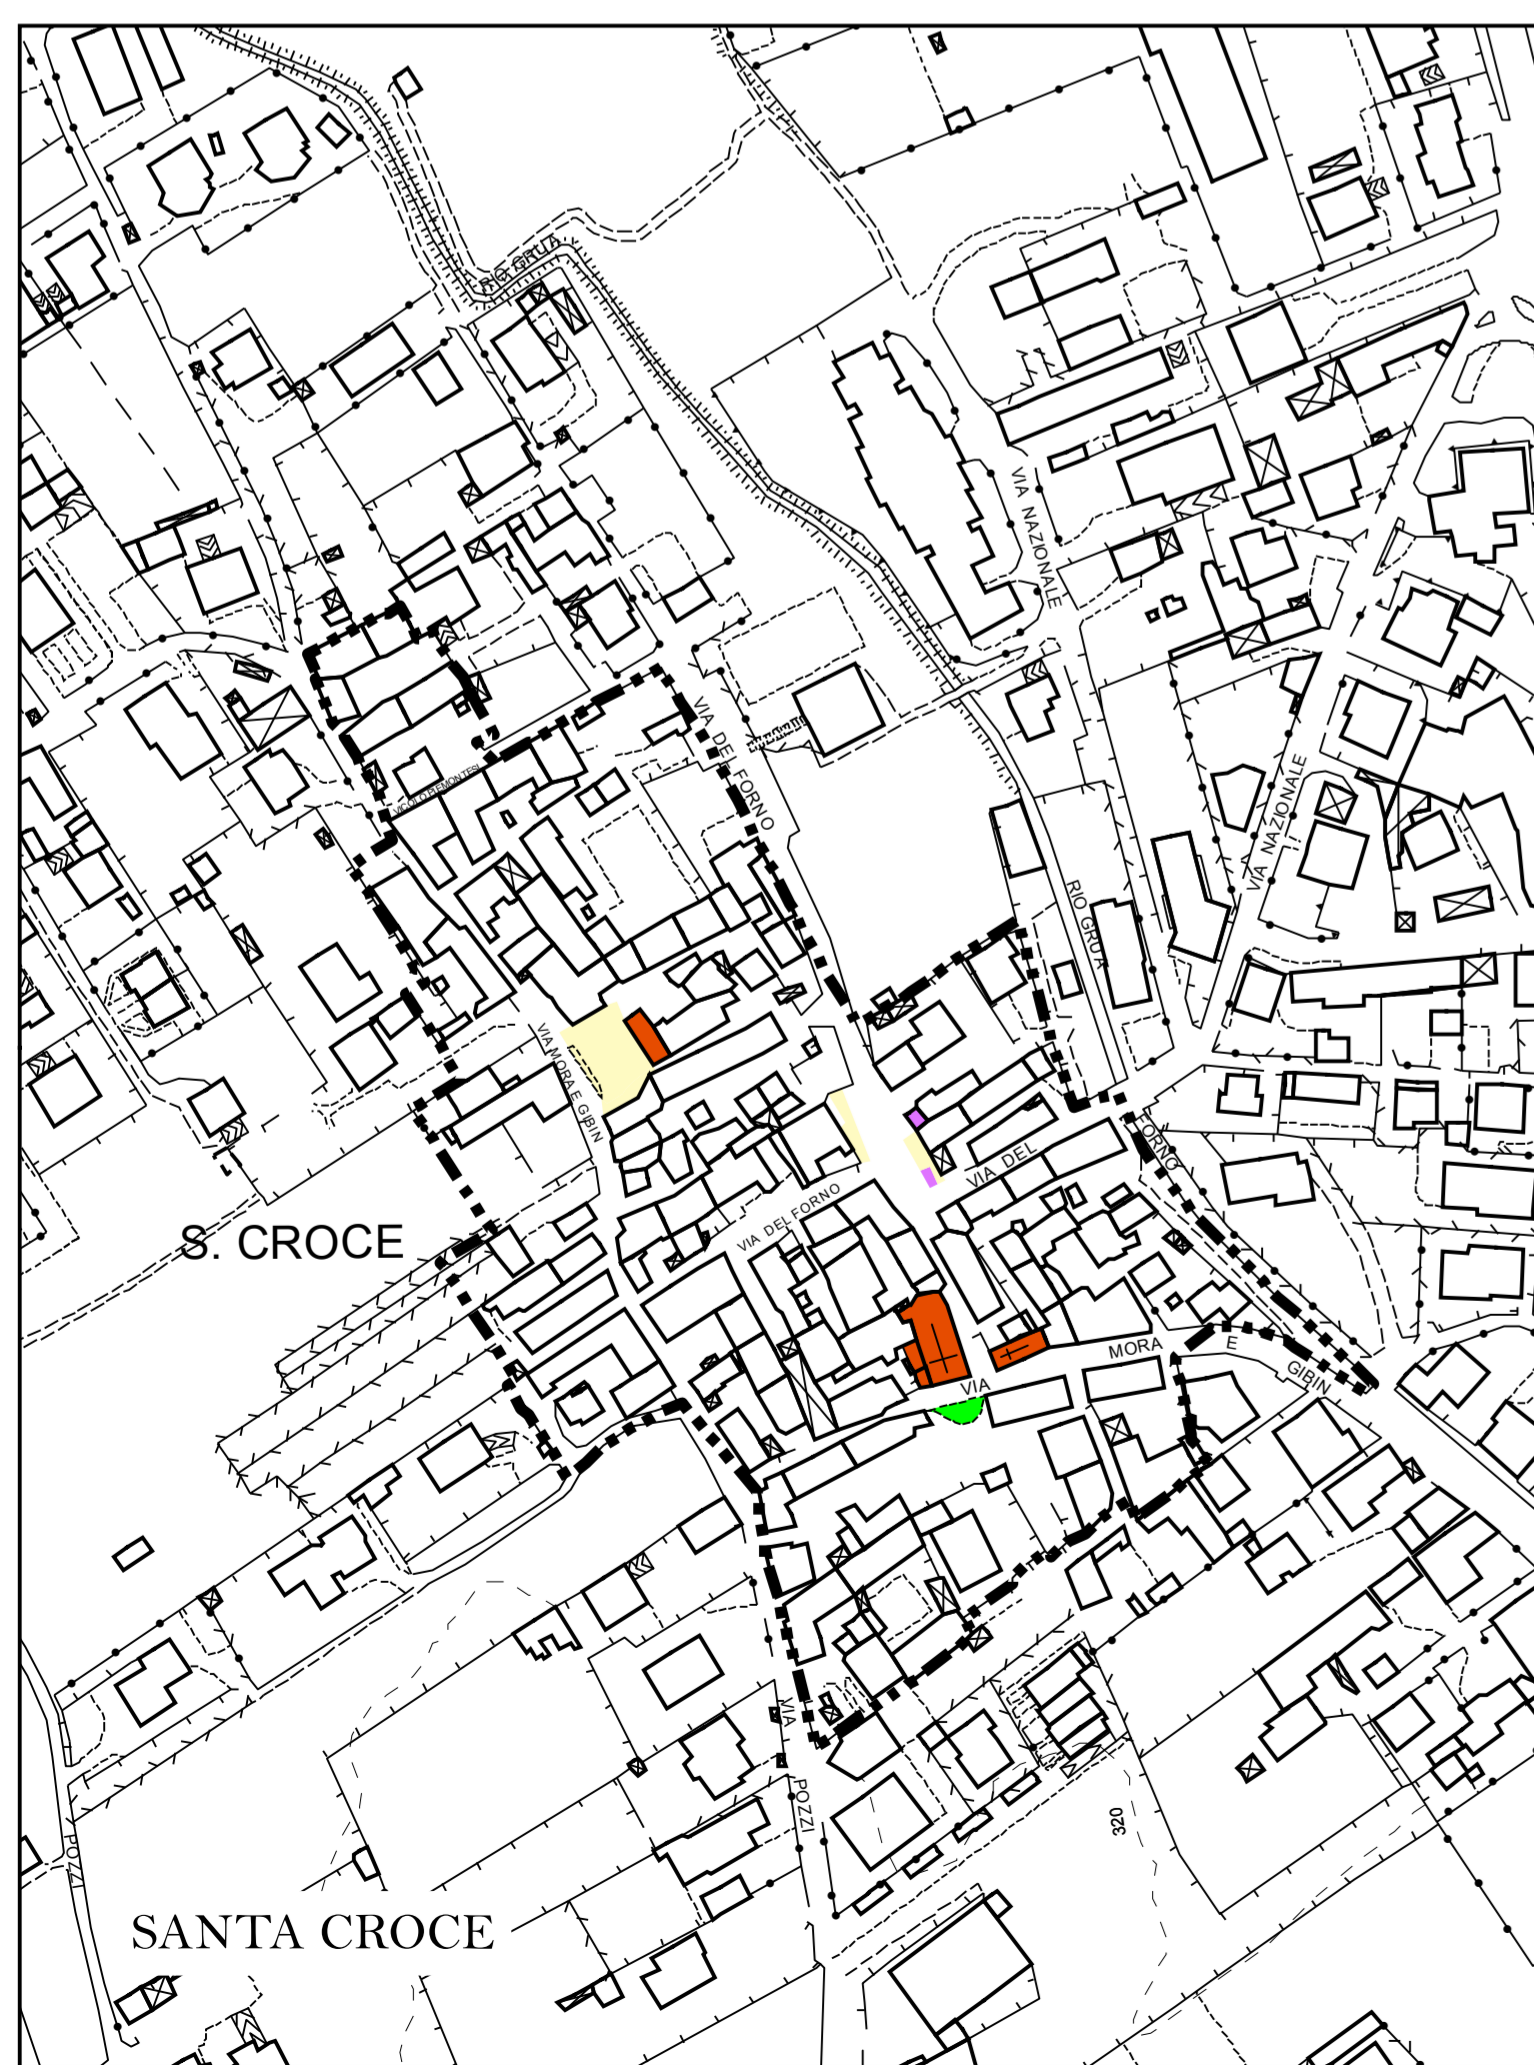 RIO GRUA
VIA NAZIONALE
VIA DEL FORNO
VICOLO PIEMONTESI
VIA NAZIONALE
RIO GRUA
VIA MORA E GIBIN
FORNO
VIA DEL
VIA DEL FORNO
S. CROCE
MORA
E
GIBIN
VIA
VIA
POZZI
320
POZZI
SANTA CROCE